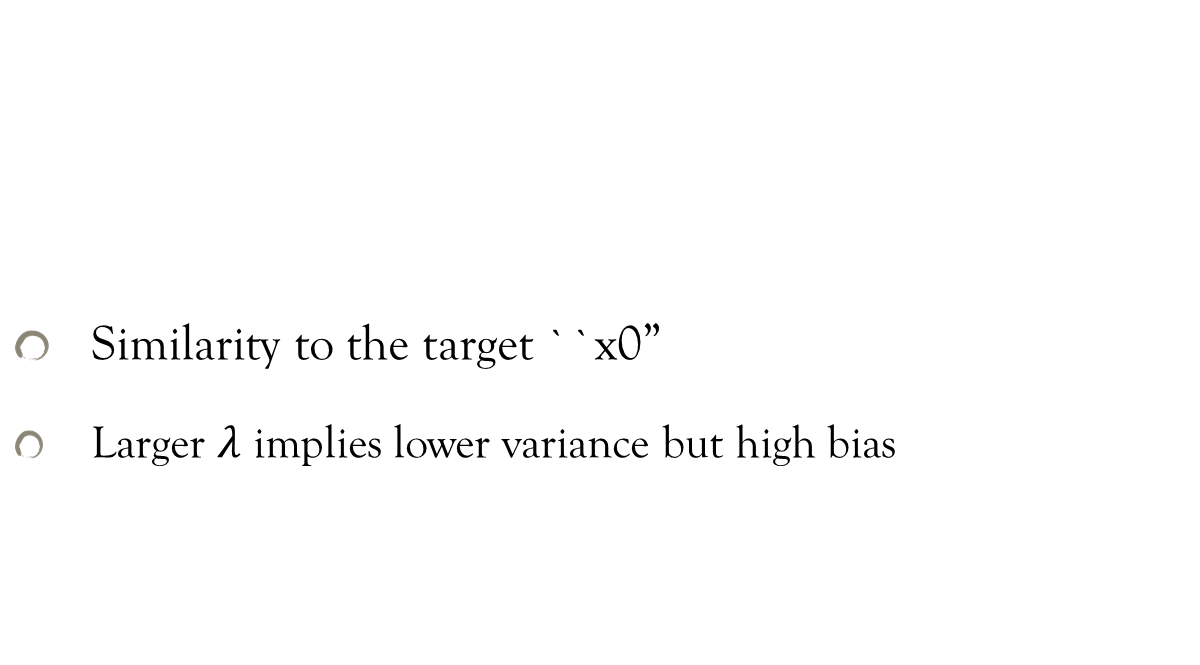 Similarity to the target ``x0”
Larger λ implies lower variance but high bias